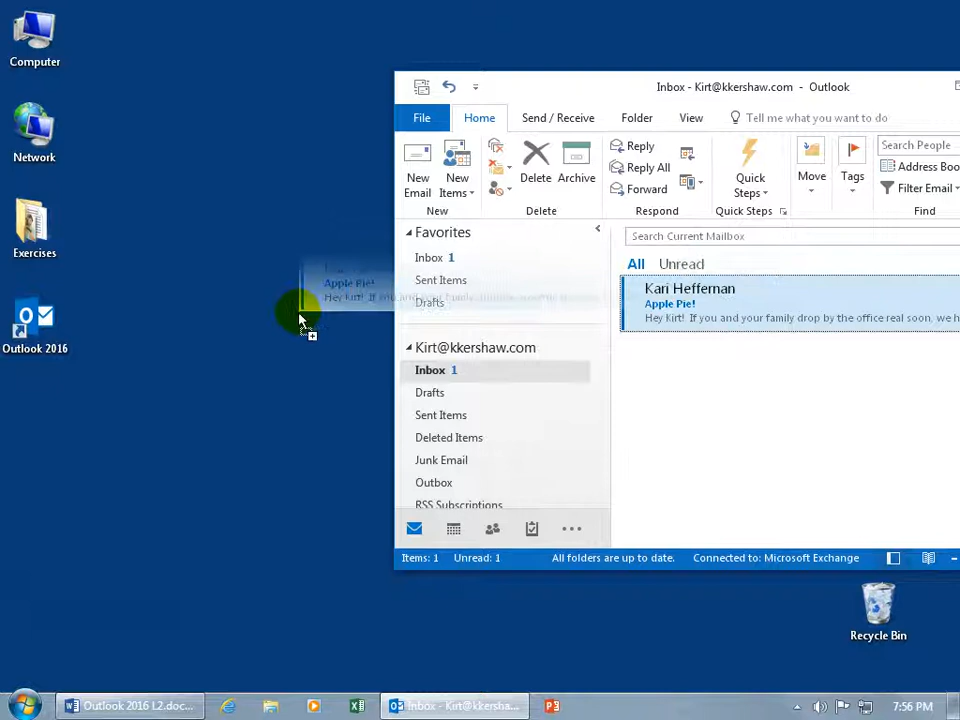 Computer
Network
Exercises
Outlook 2016
Inbox - Kirt@kkershaw.com - Outlook
File
Home
Send / Receive
Folder
View
Tell me what you want to do
New Email
New Items
New
Delete
Archive
Delete
Reply
Reply All
Forward
Respond
Quick Steps
Quick Steps
Move
Tags
Search People
Address Boo
Filter Email
Find
Favorites
Inbox 1
Sent Items
Drafts
Kirt@kkershaw.com
Inbox 1
Drafts
Sent Items
Deleted Items
Junk Email
Outbox
RSS Subscriptions
Search Current Mailbox
All Unread
Kari Heffernan
Apple Pie!
Hey Kirt! If you and your family drop by the office real soon, we h
Apple Pie!
Items: 1
Unread: 1
All folders are up to date.
Connected to: Microsoft Exchange
Recycle Bin
Outlook 2016 L2.doc...
Inbox - Kirt@kkersha...
7:56 PM